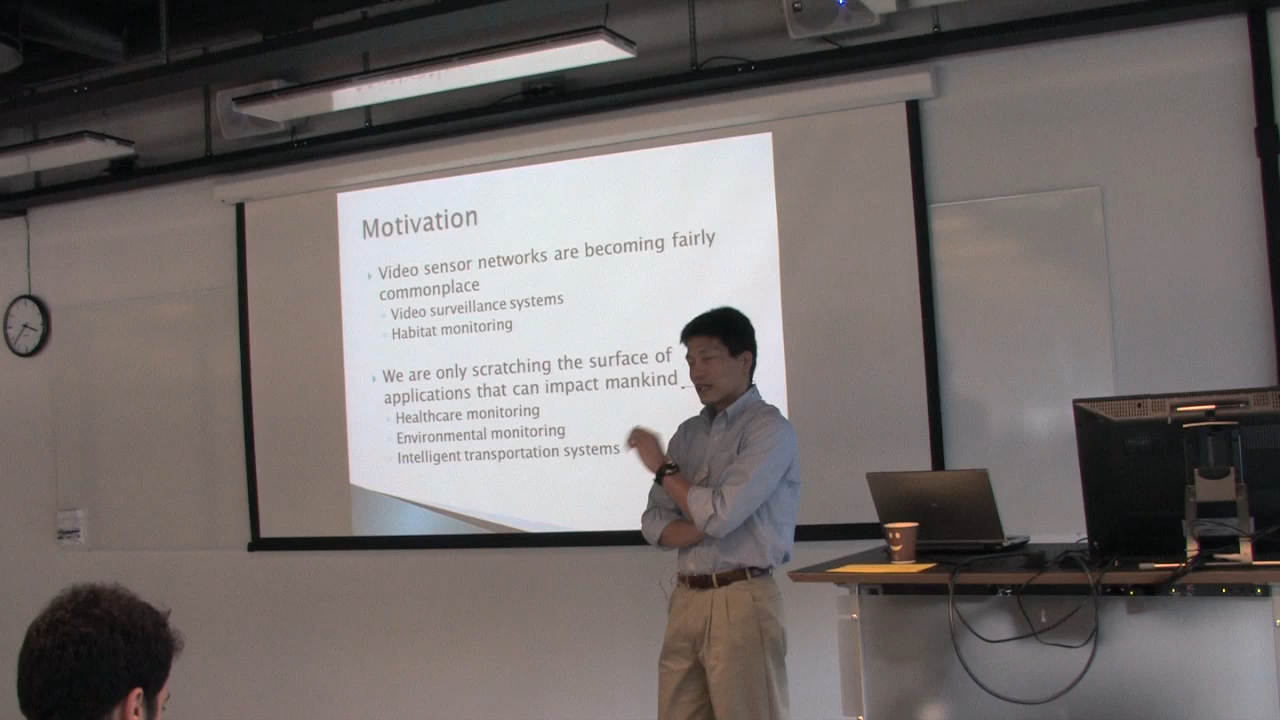 Motivation
Video sensor networks are becoming fairly
commonplace
Video surveillance systems
Habitat monitoring
We are only scratching the surface of
applications that can impact mankind
Healthcare monitoring
Environmental monitoring
Intelligent transportation systems